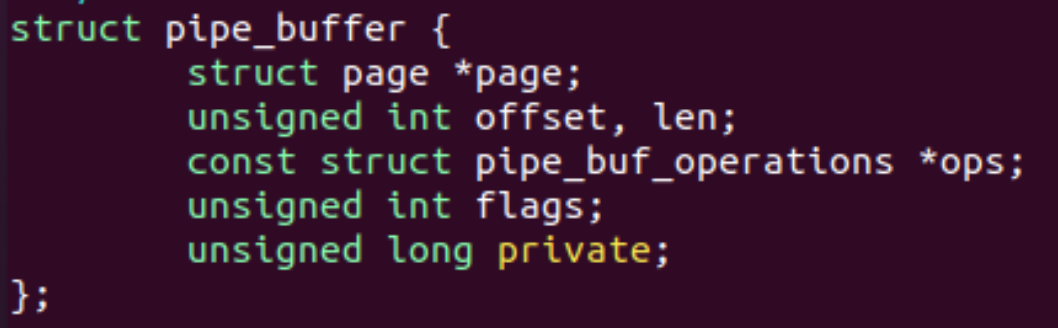 struct pipe_buffer {
struct page *page;
unsigned int offset, len;
const struct pipe_buf_operations *ops;
unsigned int flags;
unsigned long private;
};